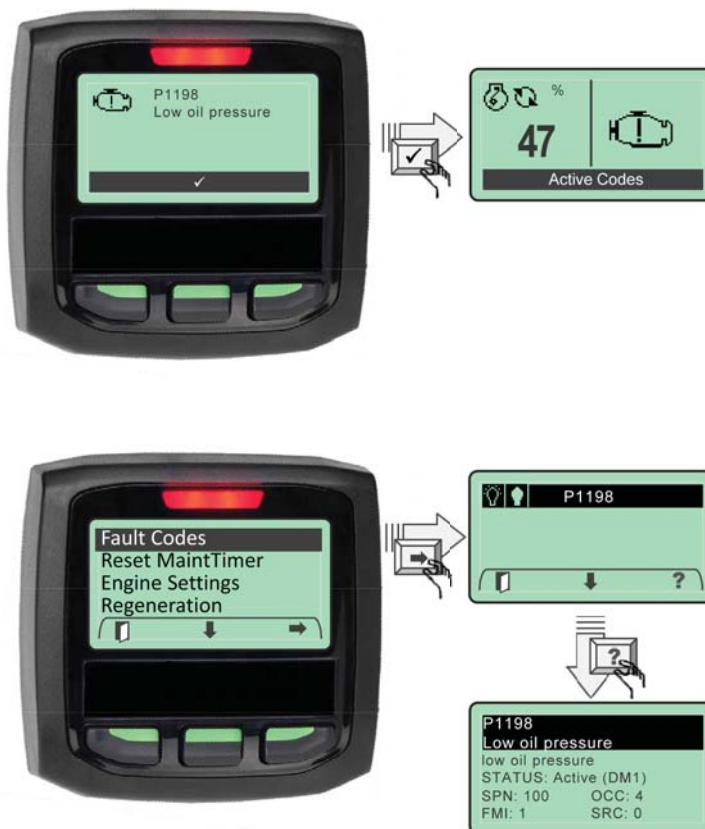 P1198
Low oil pressure
%
47
Active Codes
Fault Codes
Reset MaintTimer
Engine Settings
Regeneration
P1198
?
?
P1198
Low oil pressure
low oil pressure
STATUS: Active (DM1)
SPN: 100 OCC: 4
FMI: 1 SRC: 0